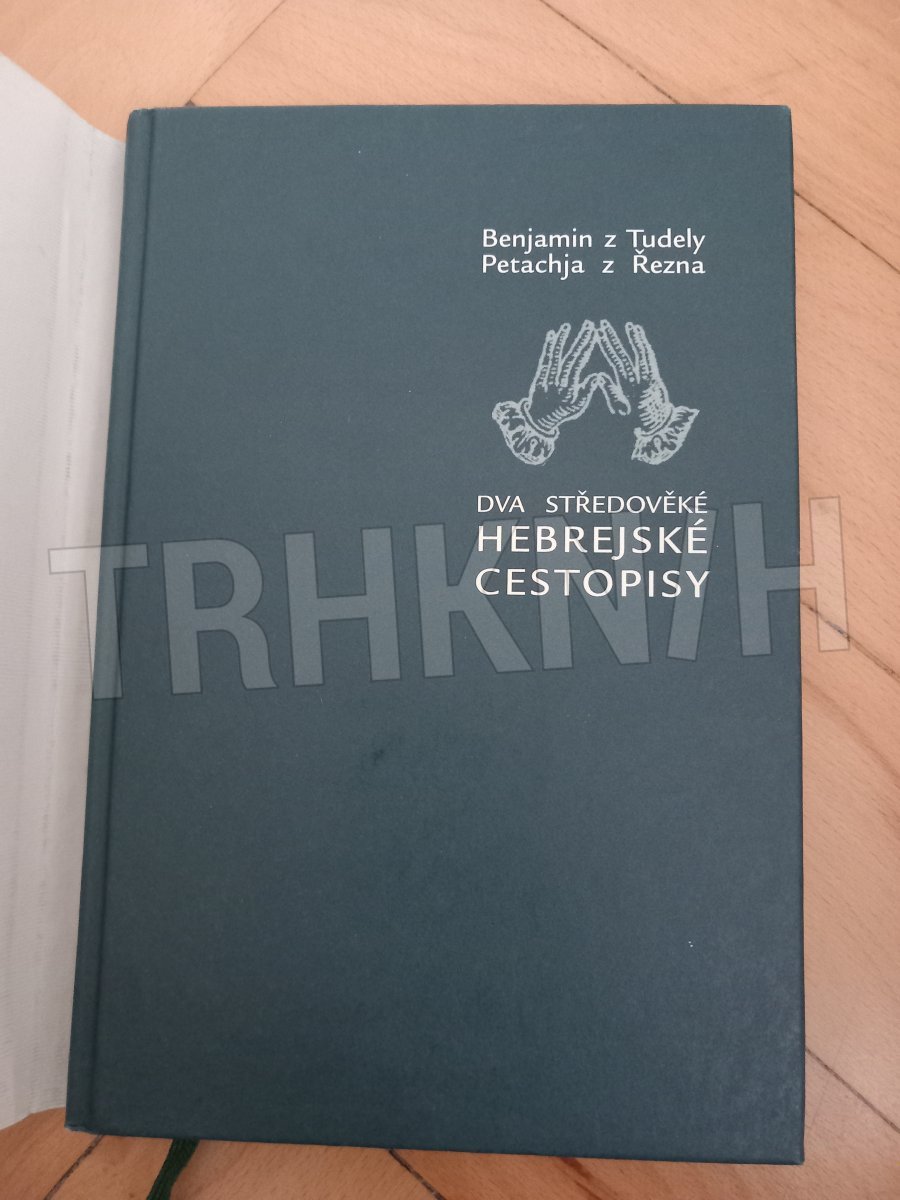 Benjamin z Tudely
Petachja z Řezna
DVA STŘEDOVĚKÉ
HEBREJSKÉ
CESTOPISY
TRHKNIH